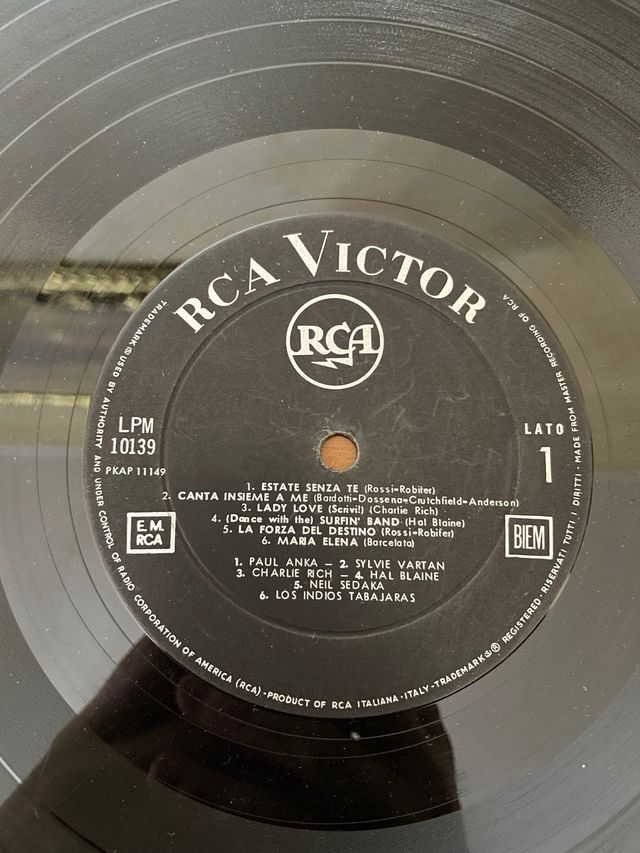 RCA VICTOR
RCA
LPM
10139
PKAP 11149
LATO
1
E.M.
RCA
BIEM
1. ESTATE SENZA TE (Rossi-Robifer)
2. CANTA INSIEME A ME (Bardotti-Dossena-Crutchfield-Anderson)
3. LADY LOVE (Scrivi!) (Charlie Rich)
4. (Dance with the) SURFIN' BAND (Hal Blaine)
5. LA FORZA DEL DESTINO (Rossi-Robifer)
6. MARIA ELENA (Barcelata)
1. PAUL ANKA - 2. SYLVIE VARTAN
3. CHARLIE RICH - 4. HAL BLAINE
5. NEIL SEDAKA
6. LOS INDIOS TABAJARAS
TRADEMARK ® USED BY AUTHORITY AND UNDER CONTROL OF RADIO CORPORATION OF AMERICA (RCA) · PRODUCT OF RCA ITALIANA · ITALY - TRADEMARKS ® REGISTERED · RISERVATI TUTTI I DIRITTI · MADE FROM MASTER RECORDING OF RCA